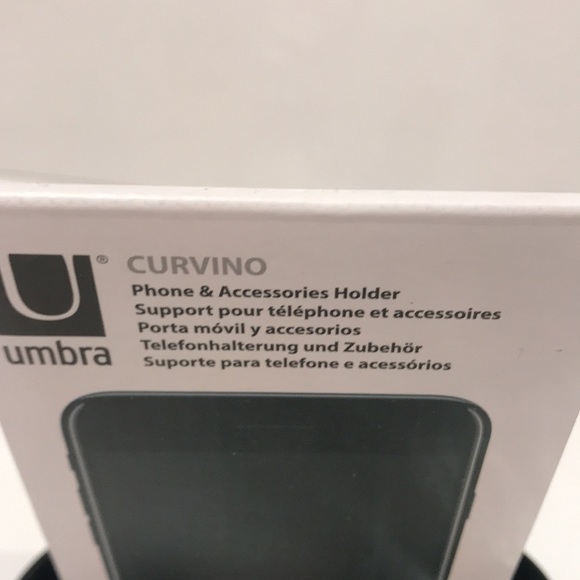 U®
umbra
CURVINO
Phone & Accessories Holder
Support pour téléphone et accessoires
Porta móvil y accesorios
Telefonhalterung und Zubehör
Suporte para telefone e acessórios